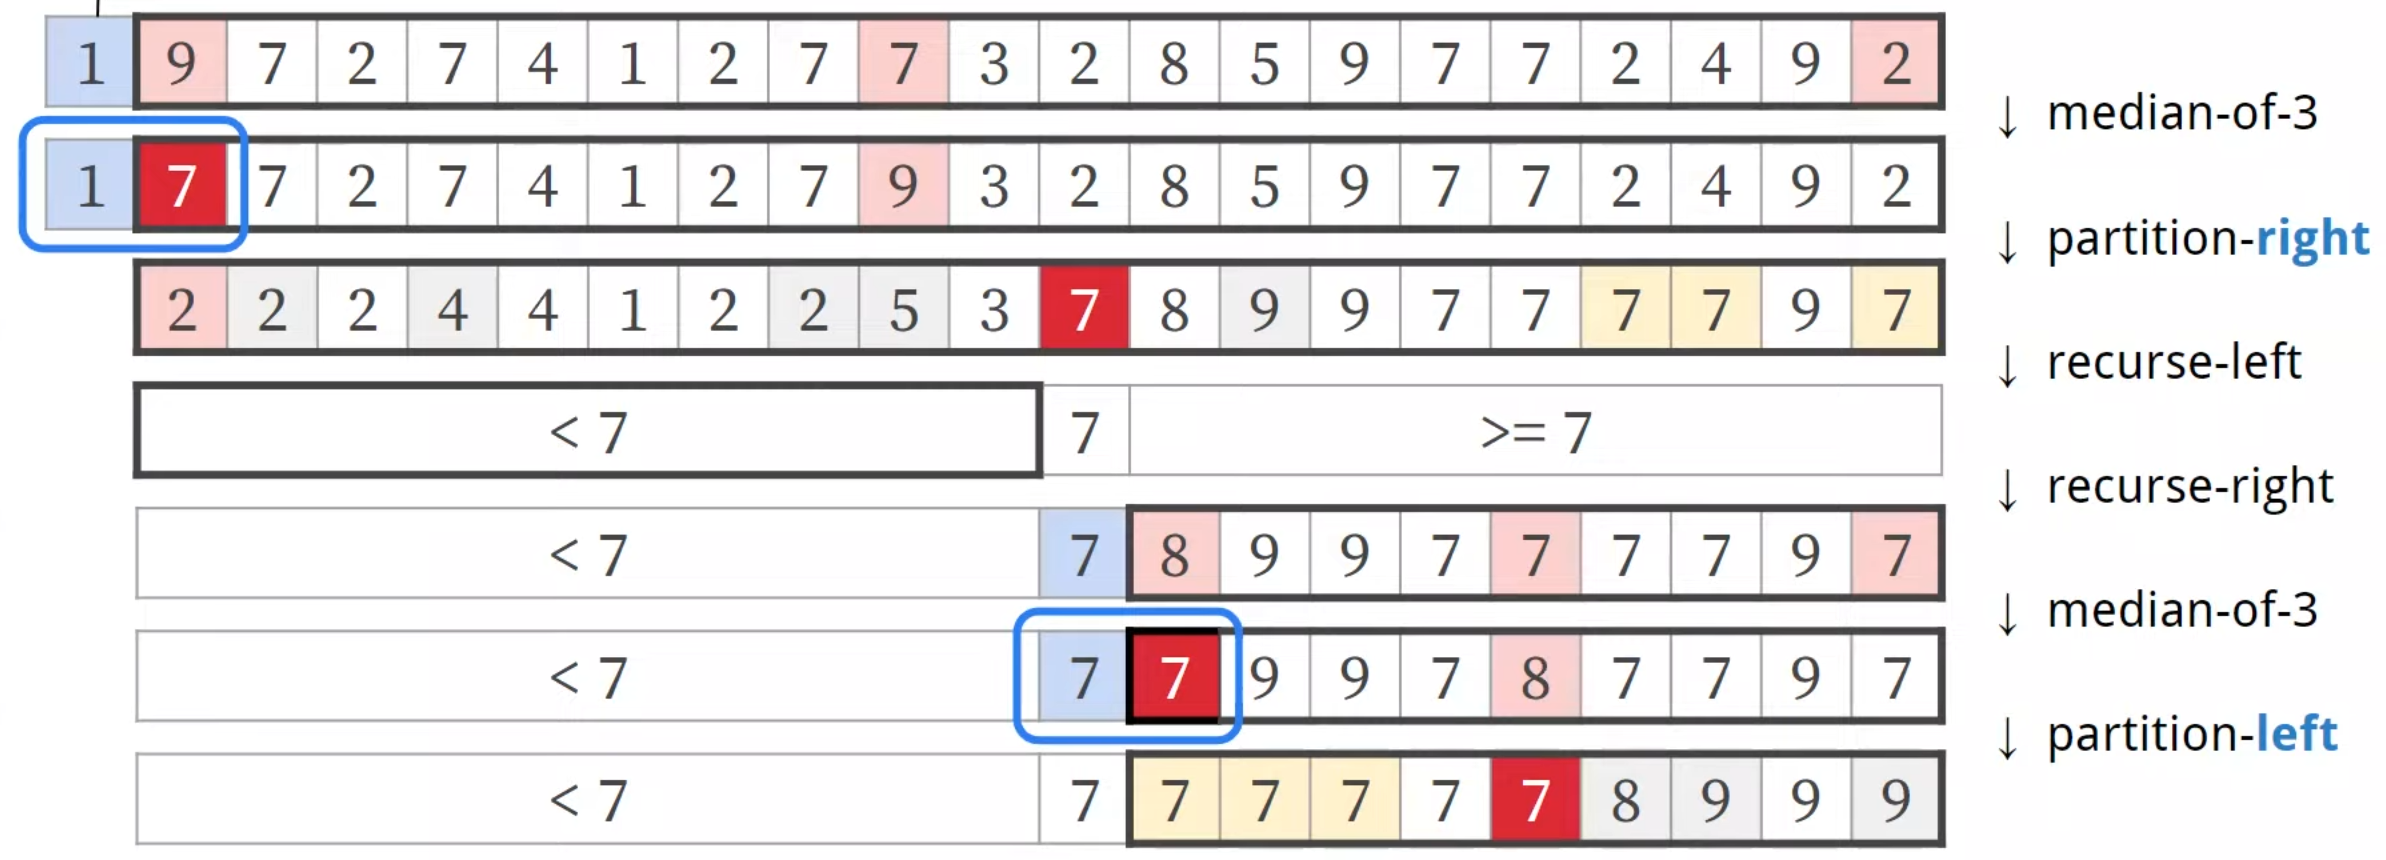 1 9 7 2 7 4 1 2 7 7 3 2 8 5 9 7 7 2 4 9 2
↓ median-of-3
1 7 7 2 7 4 1 2 7 9 3 2 8 5 9 7 7 2 4 9 2
↓ partition-right
2 2 2 4 4 1 2 2 5 3 7 8 9 9 7 7 7 7 9 7
↓ recurse-left
< 7 7 >= 7
↓ recurse-right
< 7 7 8 9 9 7 7 7 7 9 7
↓ median-of-3
< 7 7 7 9 9 7 8 7 7 9 7
↓ partition-left
< 7 7 7 7 7 7 7 8 9 9 9